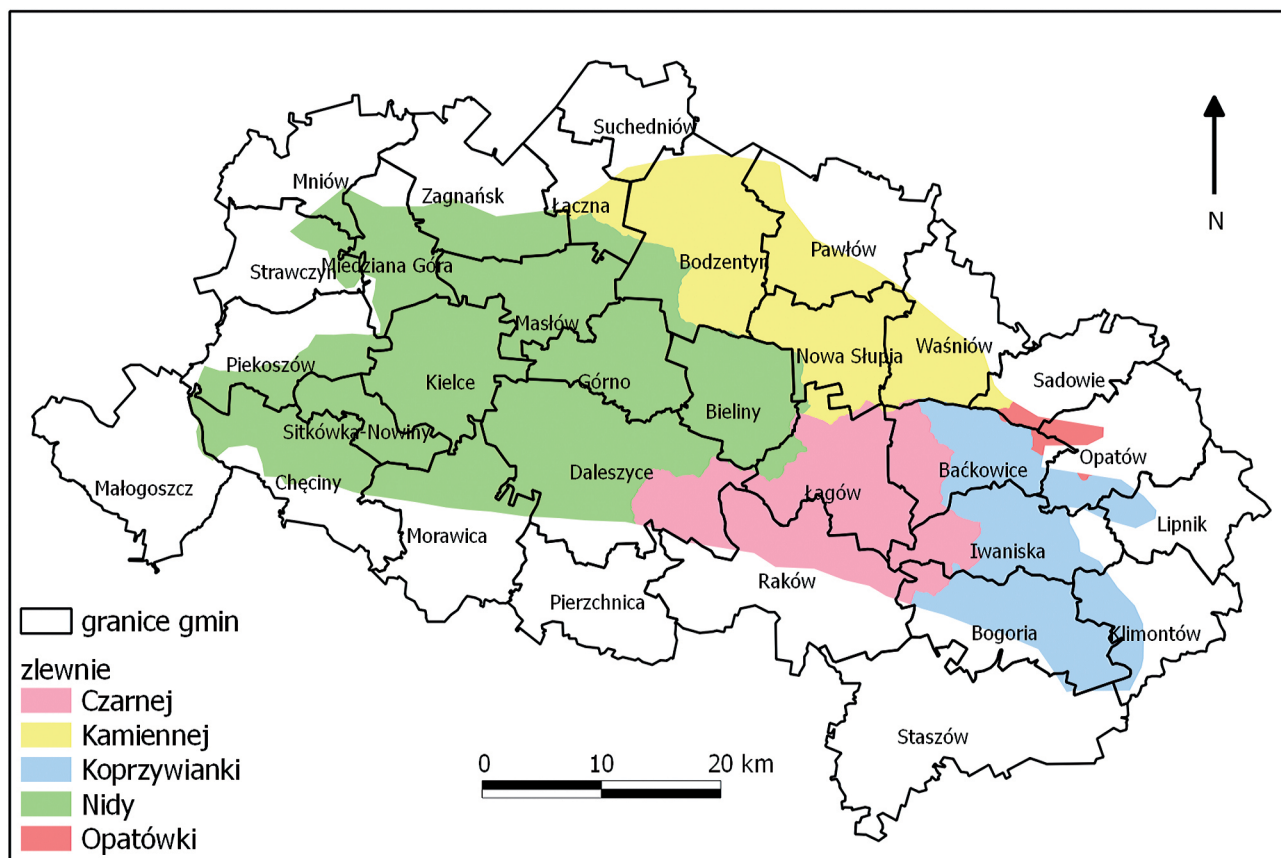 Suchedniów
Mniów
Zagnańsk
Łączna
N
Strawczyn
Miedziana Góra
Bodzentyn
Pawłów
Masłów
Waśniów
Piekoszów
Kielce
Górno
Nowa Słupia
Sadowie
Bieliny
Sitkówka-Nowiny
Opatów
Małogoszcz
Chęciny
Daleszyce
Łagów
Baćkowice
Lipnik
Morawica
Iwaniska
Raków
Pierzchnica
Bogoria
Klimontów
Staszów
granice gmin
zlewnie
Czarnej
Kamiennej
Koprzywianki
Nidy
Opatówki
0 10 20 km